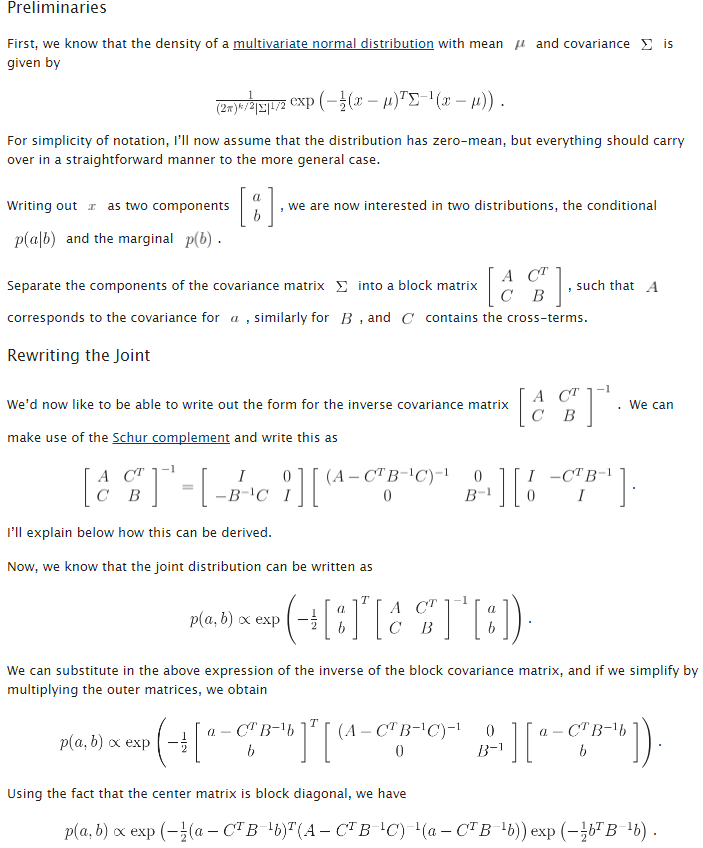 Preliminaries
First, we know that the density of a multivariate normal distribution with mean μ and covariance Σ is
given by
\frac{1}{(2\pi)^{k/2}|\Sigma|^{1/2}} \exp\left(-\frac{1}{2}(x-\mu)^T\Sigma^{-1}(x-\mu)\right).
For simplicity of notation, I'll now assume that the distribution has zero-mean, but everything should carry
over in a straightforward manner to the more general case.
Writing out x as two components \begin{bmatrix} a \\ b \end{bmatrix}, we are now interested in two distributions, the conditional
p(a|b) and the marginal p(b).
Separate the components of the covariance matrix Σ into a block matrix \begin{bmatrix} A & C^T \\ C & B \end{bmatrix}, such that A
corresponds to the covariance for a, similarly for B, and C contains the cross-terms.
Rewriting the Joint
We'd now like to be able to write out the form for the inverse covariance matrix \begin{bmatrix} A & C^T \\ C & B \end{bmatrix}^{-1}. We can
make use of the Schur complement and write this as
\begin{bmatrix} A & C^T \\ C & B \end{bmatrix}^{-1} = \begin{bmatrix} I & 0 \\ -B^{-1}C & I \end{bmatrix} \begin{bmatrix} (A-C^TB^{-1}C)^{-1} & 0 \\ 0 & B^{-1} \end{bmatrix} \begin{bmatrix} I & -C^TB^{-1} \\ 0 & I \end{bmatrix}.
I'll explain below how this can be derived.
Now, we know that the joint distribution can be written as
p(a,b) \propto \exp\left(-\frac{1}{2} \begin{bmatrix} a \\ b \end{bmatrix}^T \begin{bmatrix} A & C^T \\ C & B \end{bmatrix}^{-1} \begin{bmatrix} a \\ b \end{bmatrix}\right).
We can substitute in the above expression of the inverse of the block covariance matrix, and if we simplify by
multiplying the outer matrices, we obtain
p(a,b) \propto \exp\left(-\frac{1}{2} \begin{bmatrix} a-C^TB^{-1}b \\ b \end{bmatrix}^T \begin{bmatrix} (A-C^TB^{-1}C)^{-1} & 0 \\ 0 & B^{-1} \end{bmatrix} \begin{bmatrix} a-C^TB^{-1}b \\ b \end{bmatrix}\right).
Using the fact that the center matrix is block diagonal, we have
p(a,b) \propto \exp\left(-\frac{1}{2}(a-C^TB^{-1}b)^T(A-C^TB^{-1}C)^{-1}(a-C^TB^{-1}b)\right) \exp\left(-\frac{1}{2}b^TB^{-1}b\right).